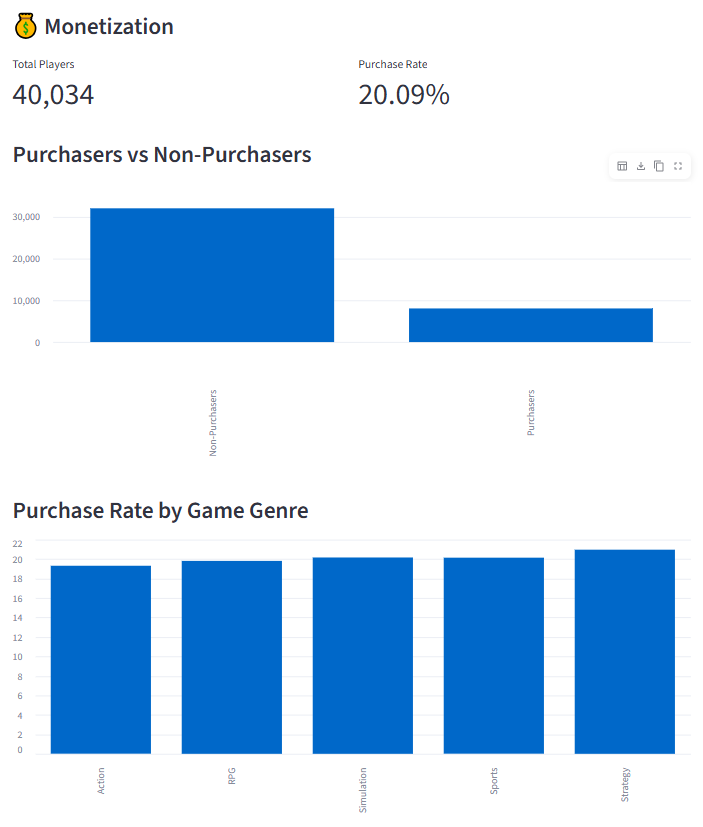 Monetization
Total Players
Purchase Rate
40,034
20.09%
Purchasers vs Non-Purchasers
30,000
20,000
10,000
0
Non-Purchasers
Purchasers
Purchase Rate by Game Genre
22
20
18
16
14
12
10
8
6
4
2
0
Action
RPG
Simulation
Sports
Strategy